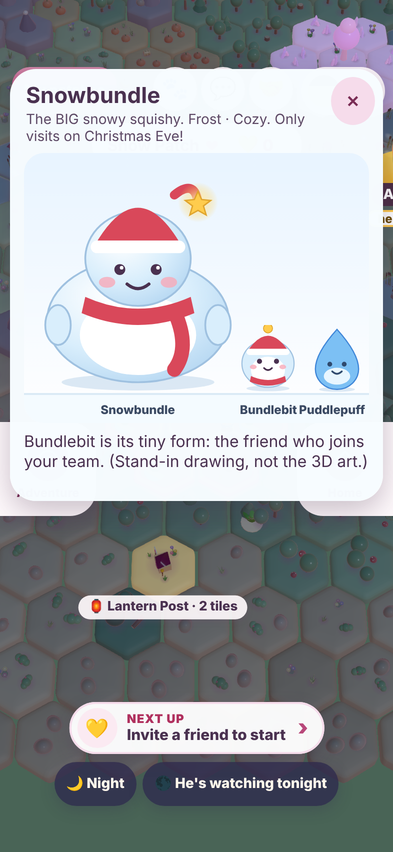 Snowbundle
×
The BIG snowy squishy. Frost · Cozy. Only
visits on Christmas Eve!
Snowbundle
Bundlebit
Puddlepuff
Bundlebit is its tiny form: the friend who joins
your team. (Stand-in drawing, not the 3D art.)
Lantern Post · 2 tiles
NEXT UP
Invite a friend to start
Night
He's watching tonight